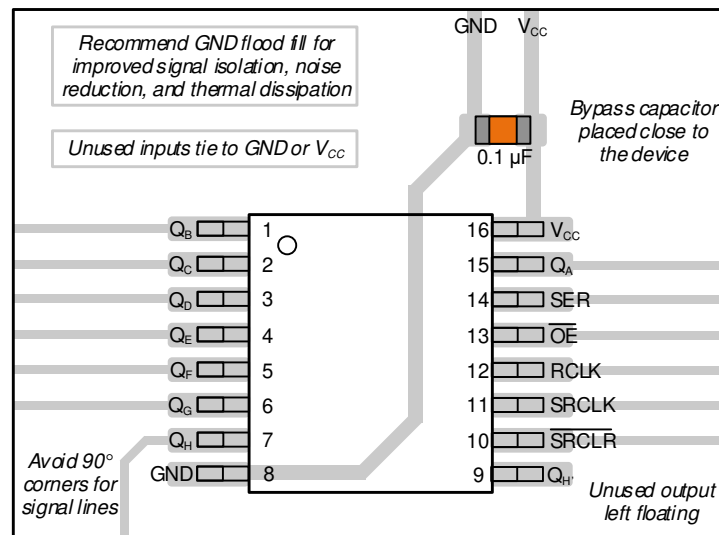 Recommend GND flood fill for
improved signal isolation, noise
reduction, and thermal dissipation
Unused inputs tie to GND or VCC
GND VCC
0.1 µF
Bypass capacitor
placed close to
the device
QB 1 16 VCC
QC 2 15 QA
QD 3 14 SER
QE 4 13 O̅E̅
QF 5 12 RCLK
QG 6 11 SRCLK
QH 7 10 S̅R̅C̅L̅R̅
GND 8 9 QH'
Avoid 90°
corners for
signal lines
Unused output
left floating